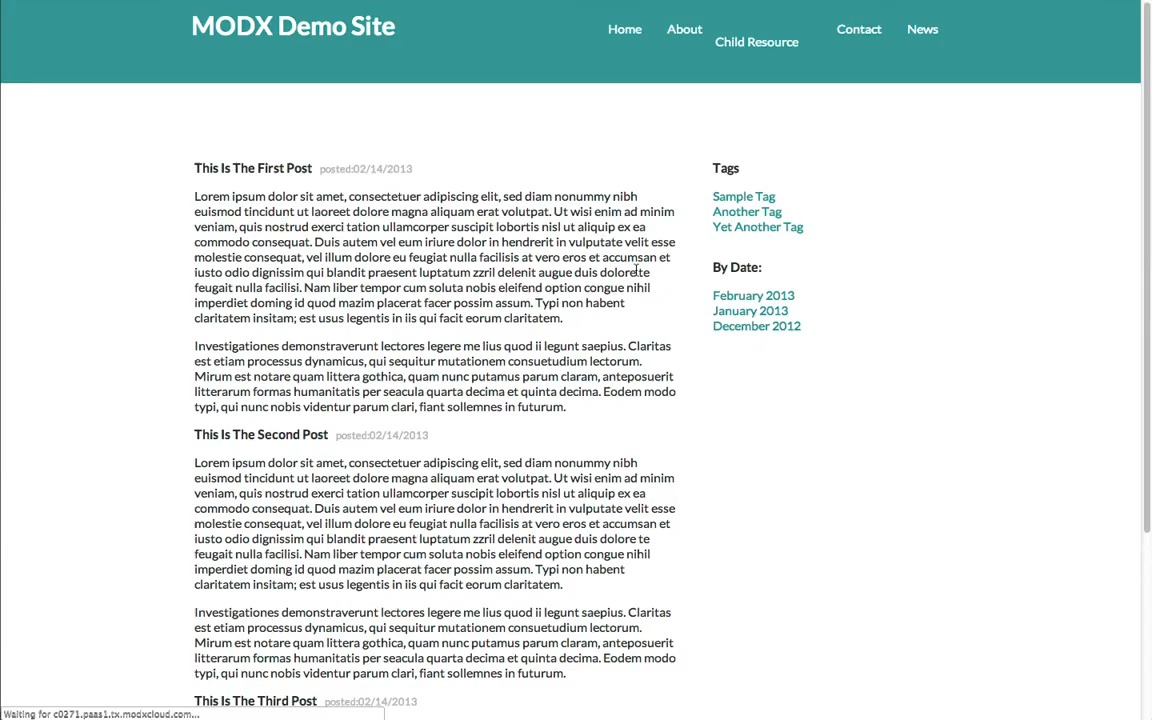 MODX Demo Site
Home About Contact News
Child Resource
This Is The First Post posted:02/14/2013
Lorem ipsum dolor sit amet, consectetuer adipiscing elit, sed diam nonummy nibh
euismod tincidunt ut laoreet dolore magna aliquam erat volutpat. Ut wisi enim ad minim
veniam, quis nostrud exerci tation ullamcorper suscipit lobortis nisl ut aliquip ex ea
commodo consequat. Duis autem vel eum iriure dolor in hendrerit in vulputate velit esse
molestie consequat, vel illum dolore eu feugiat nulla facilisis at vero eros et accumsan et
iusto odio dignissim qui blandit praesent luptatum zzril delenit augue duis dolore te
feugait nulla facilisi. Nam liber tempor cum soluta nobis eleifend option congue nihil
imperdiet doming id quod mazim placerat facer possim assum. Typi non habent
claritatem insitam; est usus legentis in iis qui facit eorum claritatem.
Investigationes demonstraverunt lectores legere me lius quod ii legunt saepius. Claritas
est etiam processus dynamicus, qui sequitur mutationem consuetudium lectorum.
Mirum est notare quam littera gothica, quam nunc putamus parum claram, anteposuerit
litterarum formas humanitatis per seacula quarta decima et quinta decima. Eodem modo
typi, qui nunc nobis videntur parum clari, fiant sollemnes in futurum.
This Is The Second Post posted:02/14/2013
Lorem ipsum dolor sit amet, consectetuer adipiscing elit, sed diam nonummy nibh
euismod tincidunt ut laoreet dolore magna aliquam erat volutpat. Ut wisi enim ad minim
veniam, quis nostrud exerci tation ullamcorper suscipit lobortis nisl ut aliquip ex ea
commodo consequat. Duis autem vel eum iriure dolor in hendrerit in vulputate velit esse
molestie consequat, vel illum dolore eu feugiat nulla facilisis at vero eros et accumsan et
iusto odio dignissim qui blandit praesent luptatum zzril delenit augue duis dolore te
feugait nulla facilisi. Nam liber tempor cum soluta nobis eleifend option congue nihil
imperdiet doming id quod mazim placerat facer possim assum. Typi non habent
claritatem insitam; est usus legentis in iis qui facit eorum claritatem.
Investigationes demonstraverunt lectores legere me lius quod ii legunt saepius. Claritas
est etiam processus dynamicus, qui sequitur mutationem consuetudium lectorum.
Mirum est notare quam littera gothica, quam nunc putamus parum claram, anteposuerit
litterarum formas humanitatis per seacula quarta decima et quinta decima. Eodem modo
typi, qui nunc nobis videntur parum clari, fiant sollemnes in futurum.
This Is The Third Post posted:02/14/2013
Tags
Sample Tag
Another Tag
Yet Another Tag
By Date:
February 2013
January 2013
December 2012
Waiting for c0271.paas1.tx.modxcloud.com...